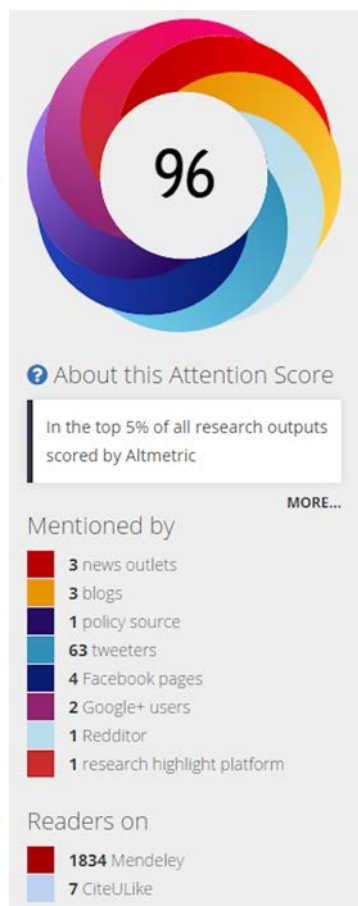 96
About this Attention Score
In the top 5% of all research outputs
scored by Altmetric
MORE...
Mentioned by
3 news outlets
3 blogs
1 policy source
63 tweeters
4 Facebook pages
2 Google+ users
1 Redditor
1 research highlight platform
Readers on
1834 Mendeley
7 CiteULike